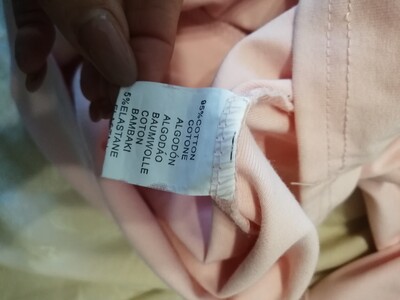 95%COTTON
COTONE
ALGODÓN
ALGODÃO
BAUMWOLLE
COTON
BAMBAKI
5%ELASTANE